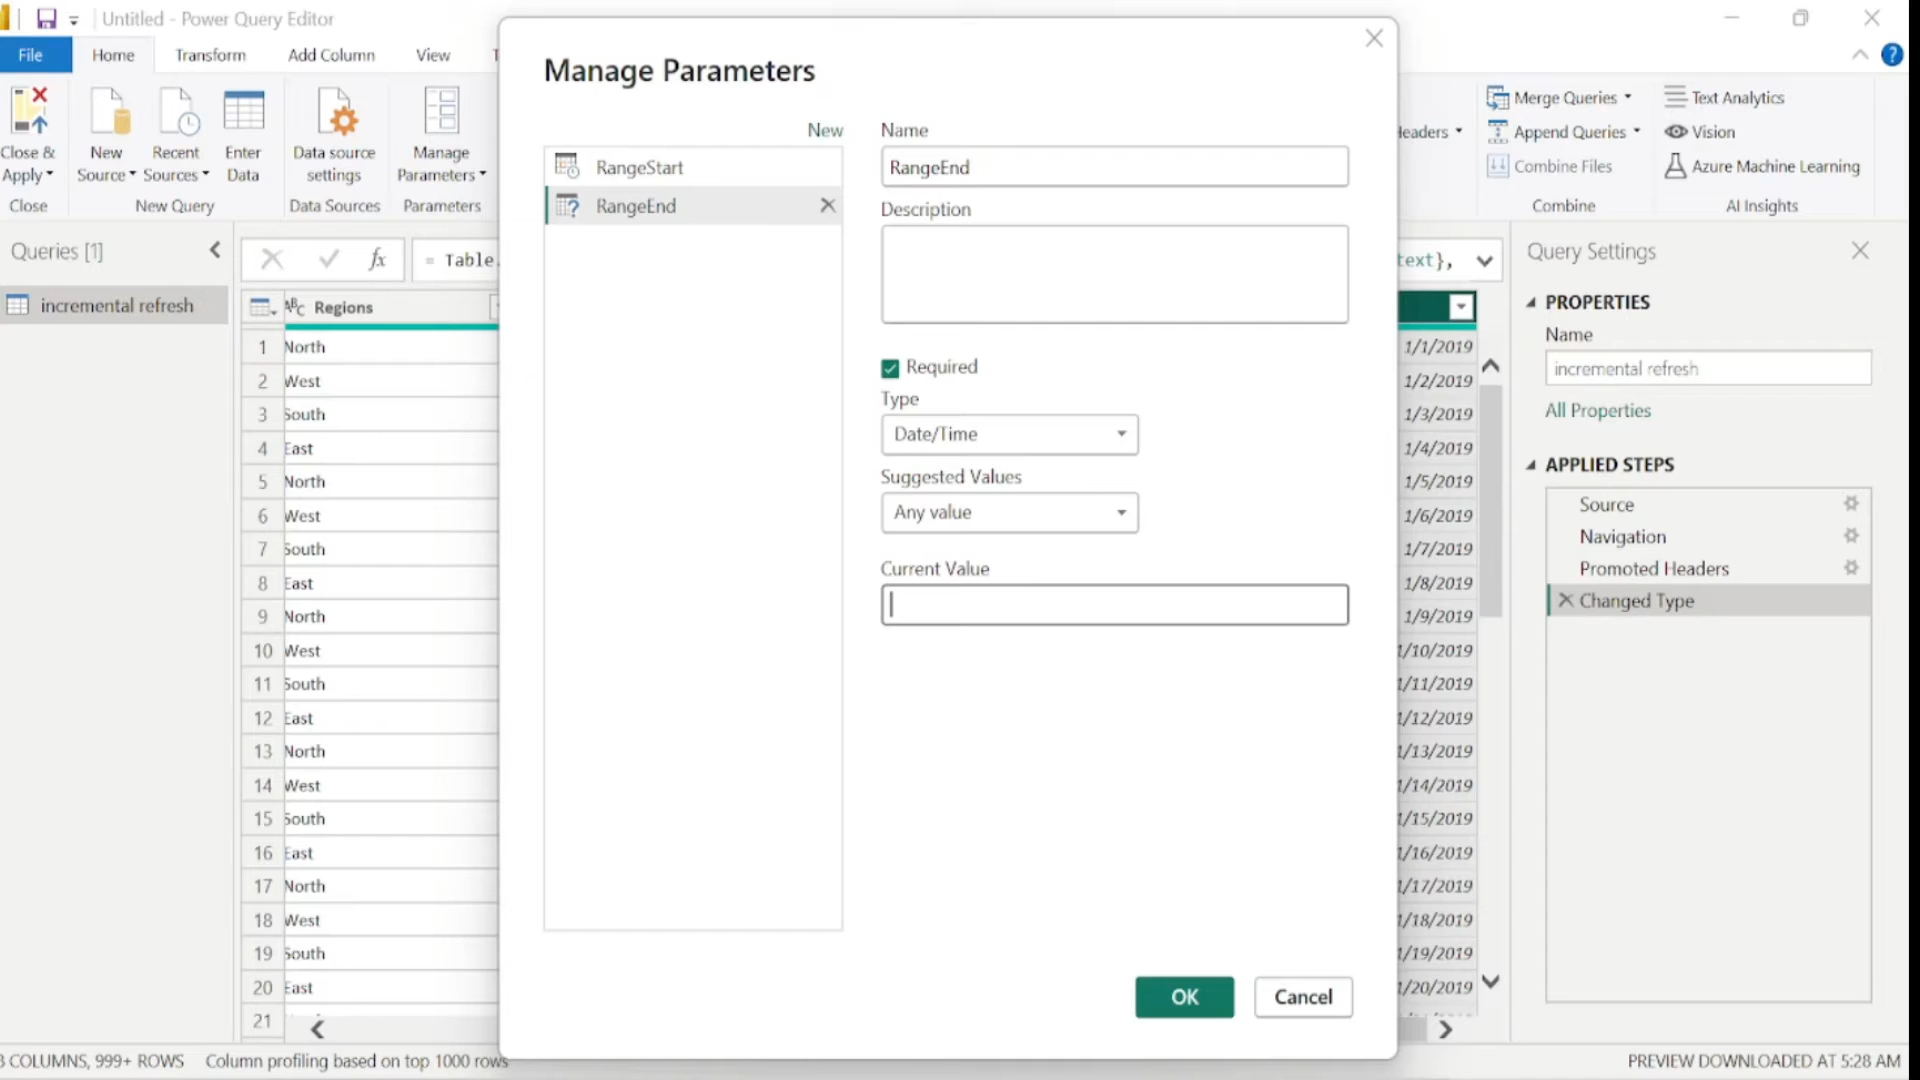 Untitled - Power Query Editor
File
Home
Transform
Add Column
View
Close &
Apply
Close
New
Source
Recent
Sources
Enter
Data
New Query
Data source
settings
Data Sources
Manage
Parameters
Parameters
Manage Parameters
New
RangeStart
RangeEnd
Name
RangeEnd
Description
Required
Type
Date/Time
Suggested Values
Any value
Current Value
OK
Cancel
Merge Queries
Append Queries
Combine Files
Combine
Text Analytics
Vision
Azure Machine Learning
AI Insights
?
Queries [1]
incremental refresh
fx
= Table.
text},
ABC Regions
1 North 1/1/2019
2 West 1/2/2019
3 South 1/3/2019
4 East 1/4/2019
5 North 1/5/2019
6 West 1/6/2019
7 South 1/7/2019
8 East 1/8/2019
9 North 1/9/2019
10 West 1/10/2019
11 South 1/11/2019
12 East 1/12/2019
13 North 1/13/2019
14 West 1/14/2019
15 South 1/15/2019
16 East 1/16/2019
17 North 1/17/2019
18 West 1/18/2019
19 South 1/19/2019
20 East 1/20/2019
21
Query Settings
PROPERTIES
Name
incremental refresh
All Properties
APPLIED STEPS
Source
Navigation
Promoted Headers
Changed Type
3 COLUMNS, 999+ ROWS
Column profiling based on top 1000 rows
PREVIEW DOWNLOADED AT 5:28 AM